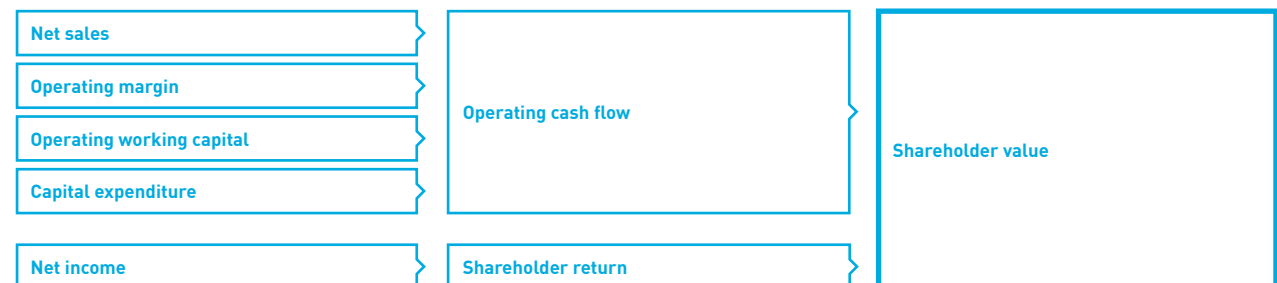 Net sales
Operating margin
Operating working capital
Capital expenditure
Operating cash flow
Shareholder value
Net income
Shareholder return